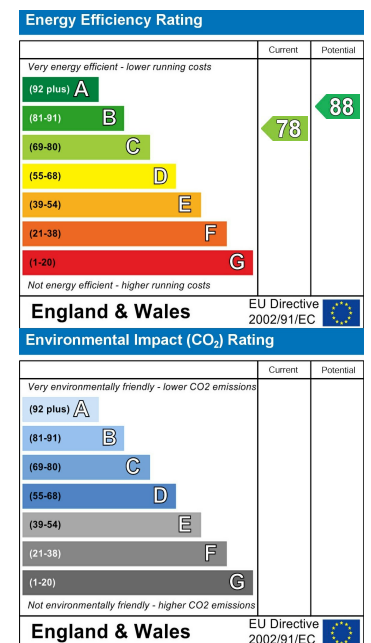 Energy Efficiency Rating
Current Potential
Very energy efficient - lower running costs
(92 plus) A
(81-91) B
88
(69-80) C
78
(55-68) D
(39-54) E
(21-38) F
(1-20) G
Not energy efficient - higher running costs
England & Wales
EU Directive
2002/91/EC
Environmental Impact (CO₂) Rating
Current Potential
Very environmentally friendly - lower CO2 emissions
(92 plus) A
(81-91) B
(69-80) C
(55-68) D
(39-54) E
(21-38) F
(1-20) G
Not environmentally friendly - higher CO2 emissions
England & Wales
EU Directive
2002/91/EC